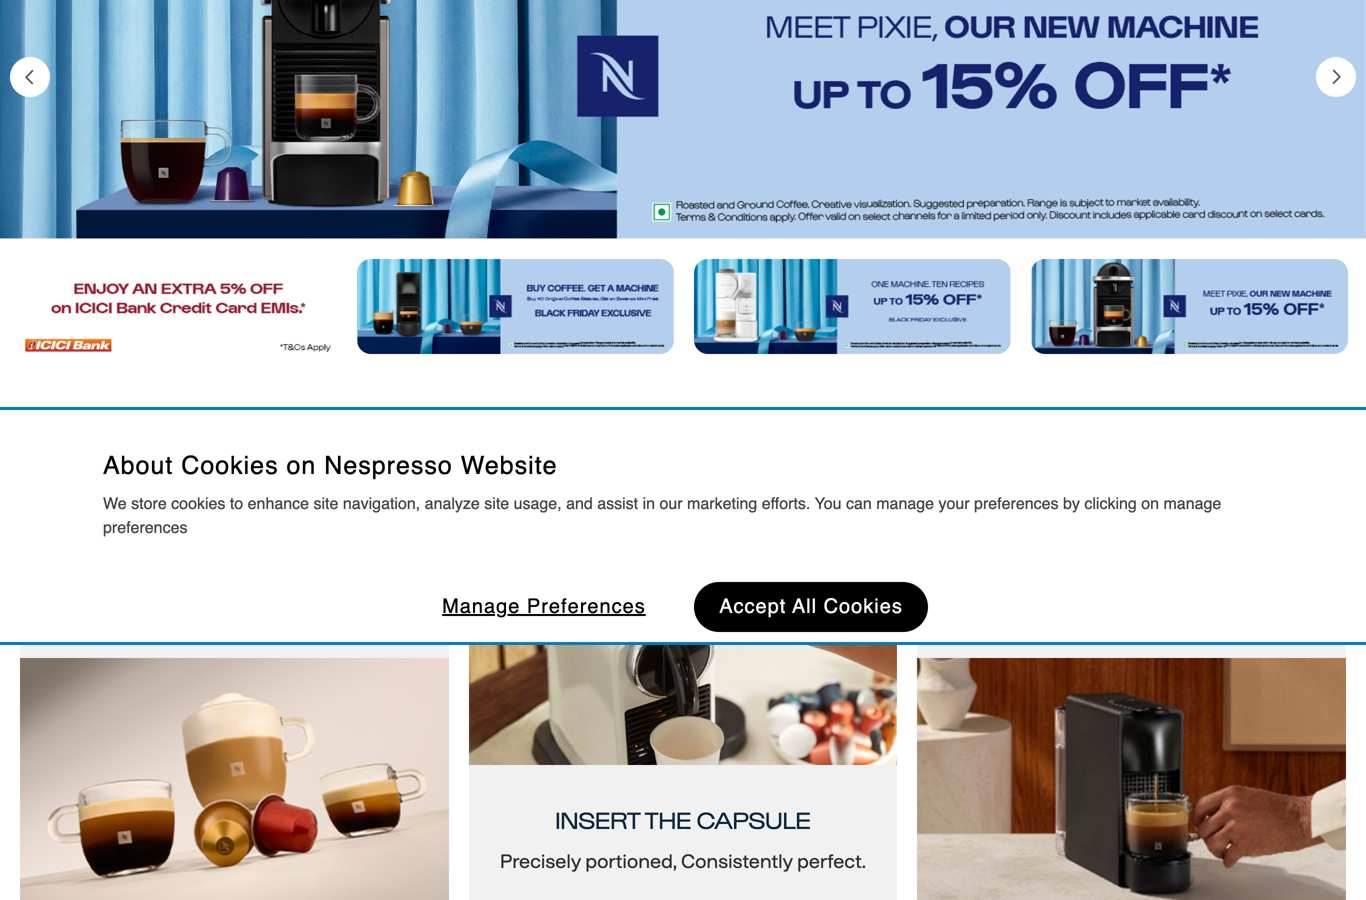 MEET PIXIE, OUR NEW MACHINE
UP TO 15% OFF*
Roasted and Ground Coffee. Creative visualization. Suggested preparation. Range is subject to market availability.
Terms & Conditions apply. Offer valid on select channels for a limited period only. Discount includes applicable card discount on select cards.
ENJOY AN EXTRA 5% OFF
on ICICI Bank Credit Card EMIs.*
ICICI Bank
*T&Cs Apply
BUY COFFEE. GET A MACHINE
BLACK FRIDAY EXCLUSIVE
ONE MACHINE. TEN RECIPES
UP TO 15% OFF*
BLACK FRIDAY EXCLUSIVE
MEET PIXIE, OUR NEW MACHINE
UP TO 15% OFF*
About Cookies on Nespresso Website
We store cookies to enhance site navigation, analyze site usage, and assist in our marketing efforts. You can manage your preferences by clicking on manage
preferences
Manage Preferences
Accept All Cookies
INSERT THE CAPSULE
Precisely portioned, Consistently perfect.